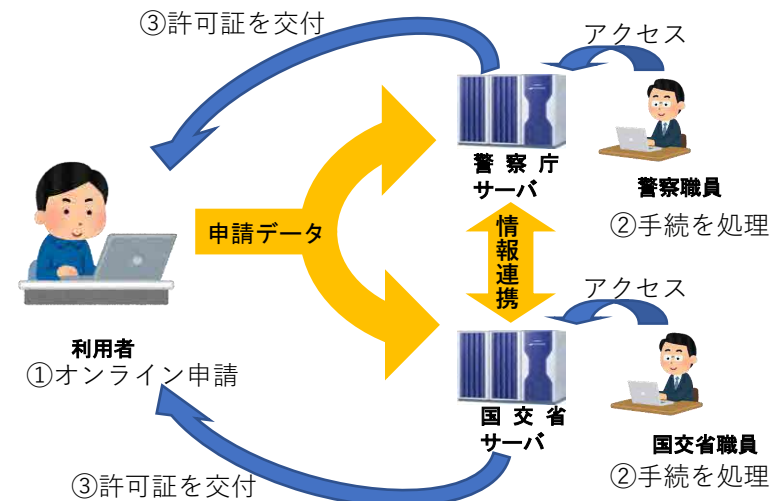 ③許可証を交付
アクセス
警察庁
サーバ
警察職員
②手続を処理
申請データ
情報連携
アクセス
利用者
①オンライン申請
国交省
サーバ
国交省職員
②手続を処理
③許可証を交付